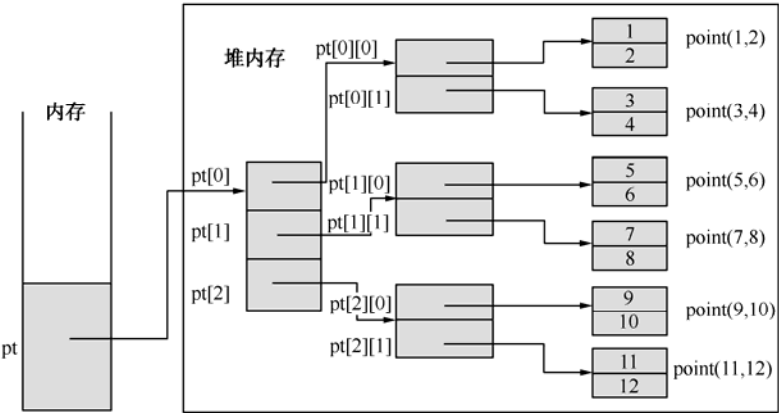 内存
pt
堆内存
pt[0]
pt[1]
pt[2]
pt[0][0]
pt[0][1]
pt[1][0]
pt[1][1]
pt[2][0]
pt[2][1]
1
2
point(1,2)
3
4
point(3,4)
5
6
point(5,6)
7
8
point(7,8)
9
10
point(9,10)
11
12
point(11,12)